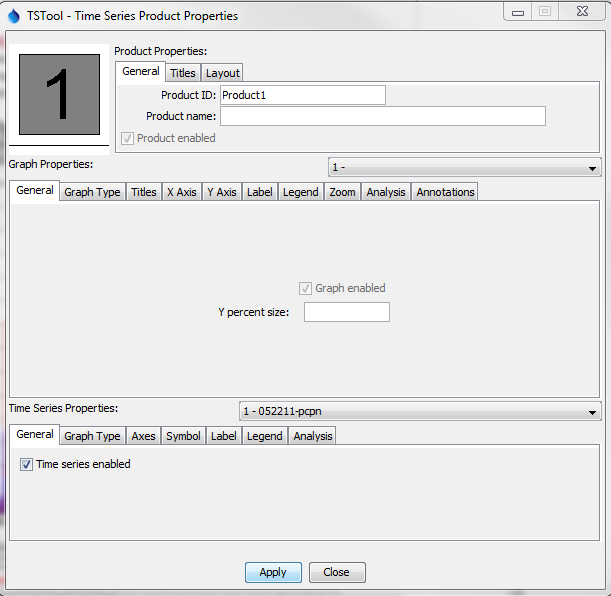 TSTool - Time Series Product Properties
1
Product Properties:
General Titles Layout
Product ID: Product1
Product name:
Product enabled
Graph Properties: 1 -
General Graph Type Titles X Axis Y Axis Label Legend Zoom Analysis Annotations
Graph enabled
Y percent size:
Time Series Properties: 1 - 052211-pcpn
General Graph Type Axes Symbol Label Legend Analysis
Time series enabled
Apply Close